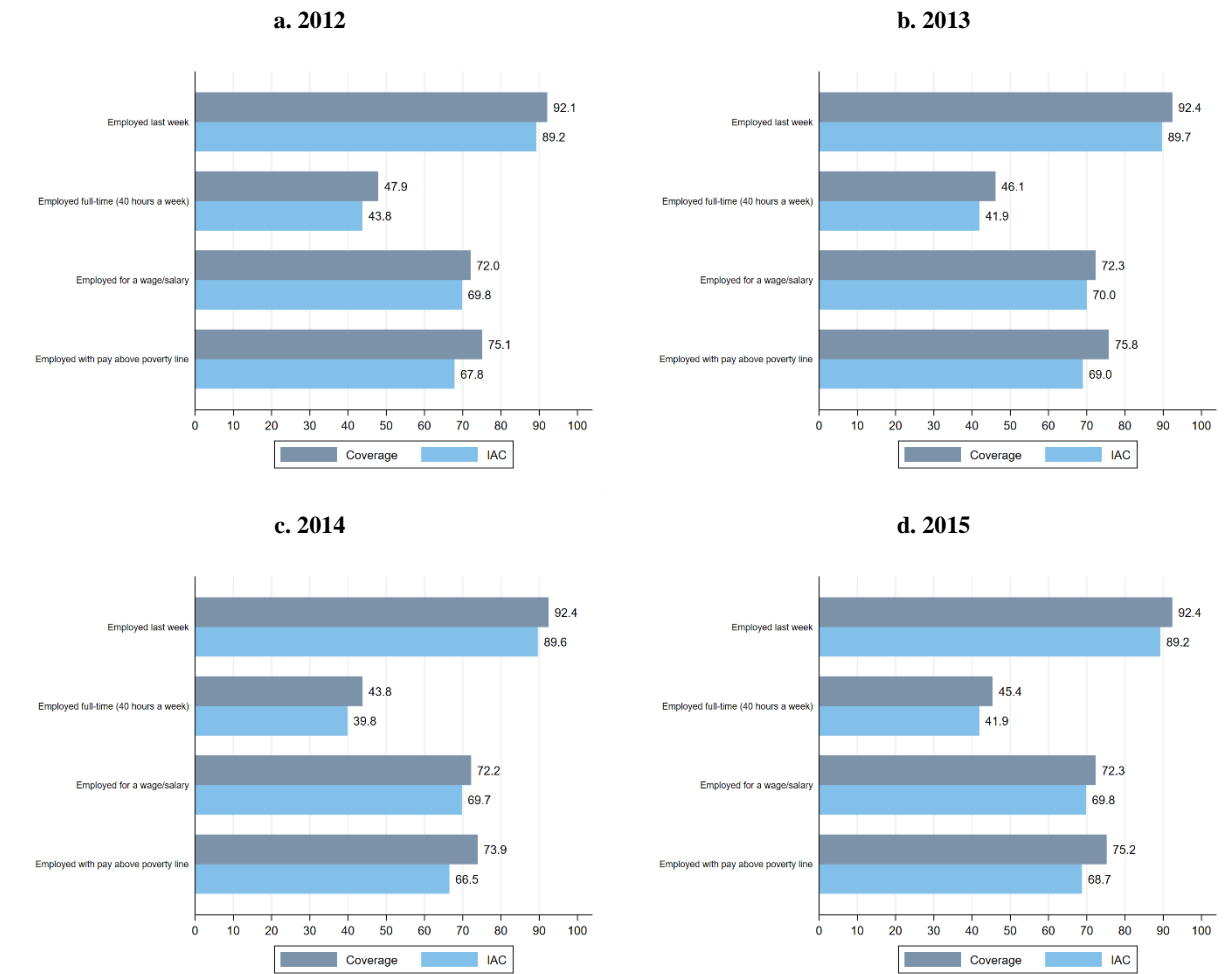 a. 2012
Employed last week
92.1
89.2
Employed full-time (40 hours a week)
47.9
43.8
Employed for a wage/salary
72.0
69.8
Employed with pay above poverty line
75.1
67.8
0 10 20 30 40 50 60 70 80 90 100
Coverage IAC
b. 2013
Employed last week
92.4
89.7
Employed full-time (40 hours a week)
46.1
41.9
Employed for a wage/salary
72.3
70.0
Employed with pay above poverty line
75.8
69.0
0 10 20 30 40 50 60 70 80 90 100
Coverage IAC
c. 2014
Employed last week
92.4
89.6
Employed full-time (40 hours a week)
43.8
39.8
Employed for a wage/salary
72.2
69.7
Employed with pay above poverty line
73.9
66.5
0 10 20 30 40 50 60 70 80 90 100
Coverage IAC
d. 2015
Employed last week
92.4
89.2
Employed full-time (40 hours a week)
45.4
41.9
Employed for a wage/salary
72.3
69.8
Employed with pay above poverty line
75.2
68.7
0 10 20 30 40 50 60 70 80 90 100
Coverage IAC